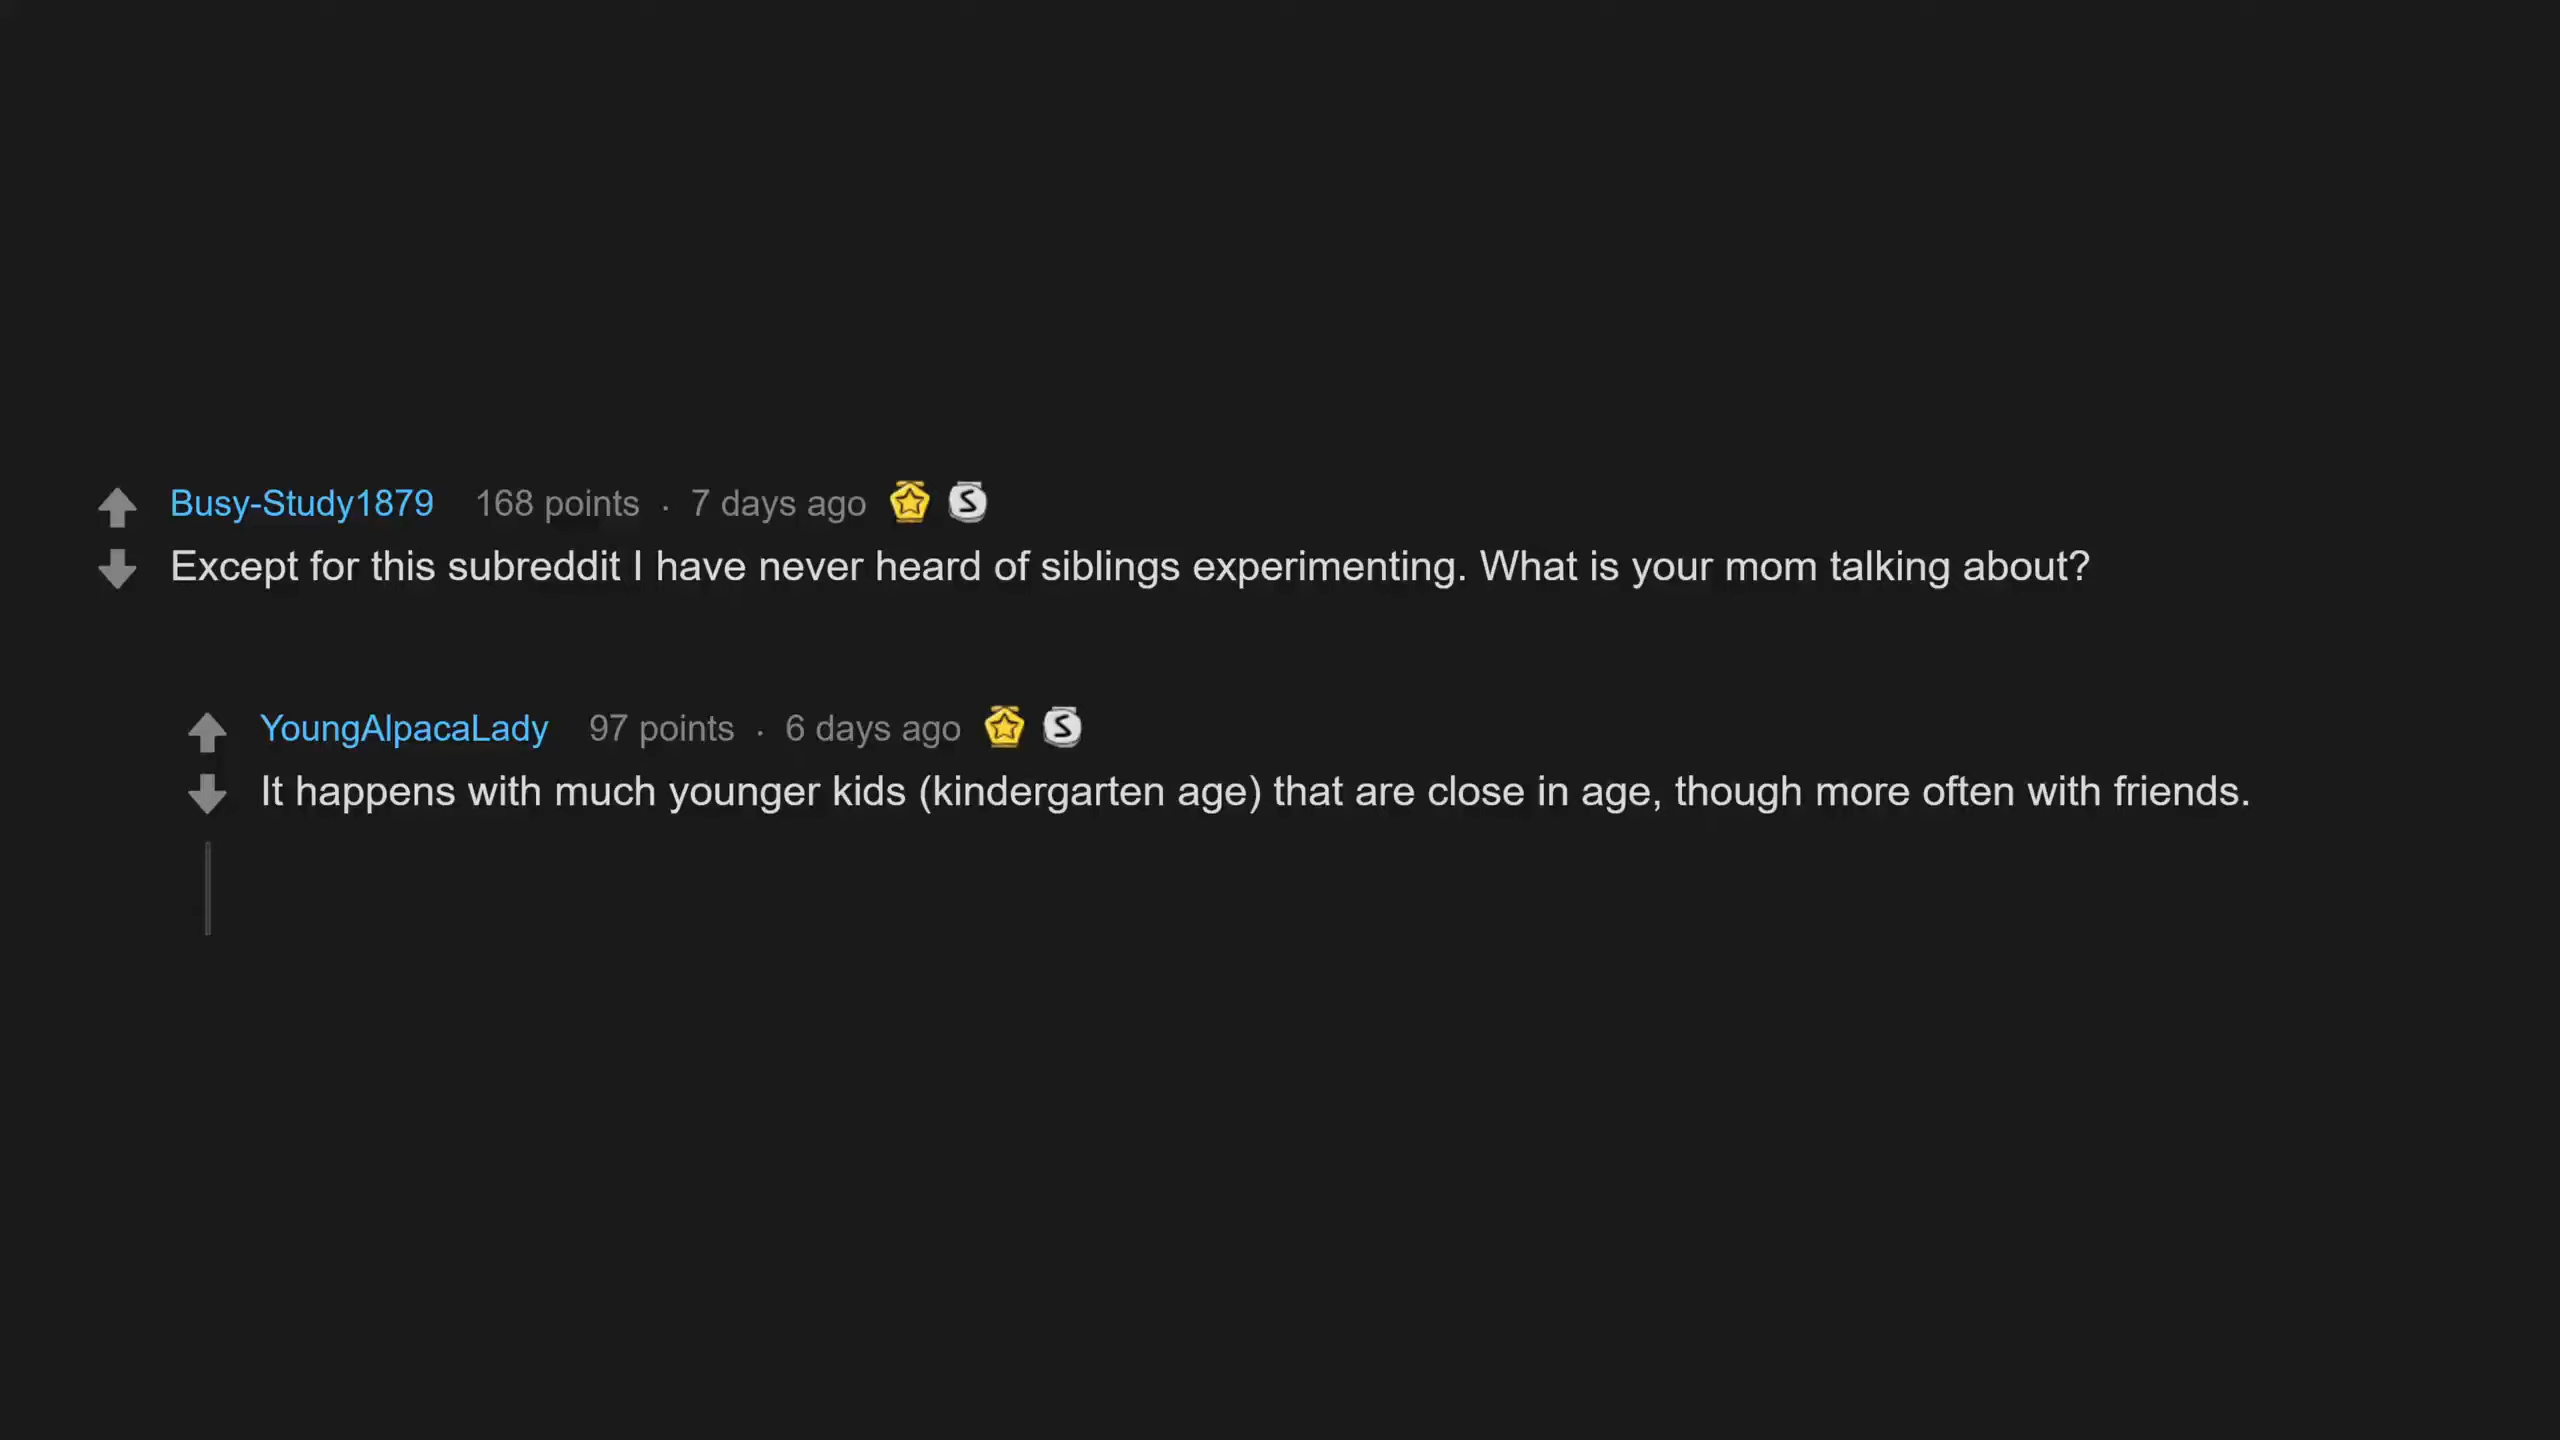 Busy-Study1879 168 points · 7 days ago S
Except for this subreddit I have never heard of siblings experimenting. What is your mom talking about?
YoungAlpacaLady 97 points · 6 days ago S
It happens with much younger kids (kindergarten age) that are close in age, though more often with friends.